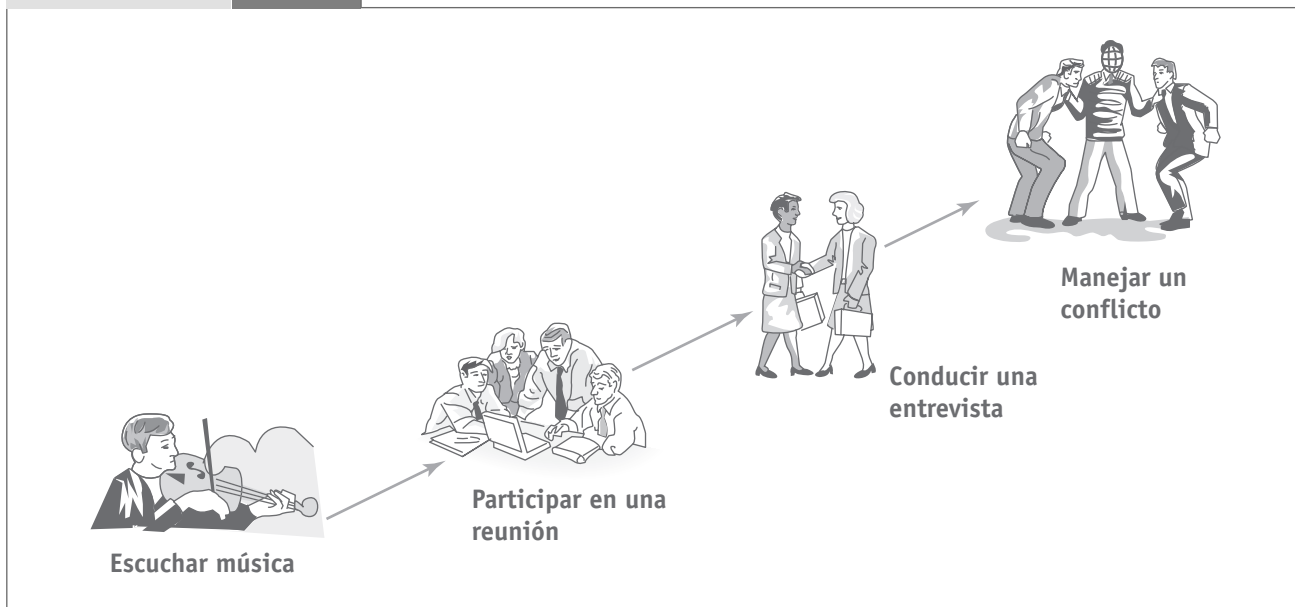 Escuchar música
Participar en una
reunión
Conducir una
entrevista
Manejar un
conflicto